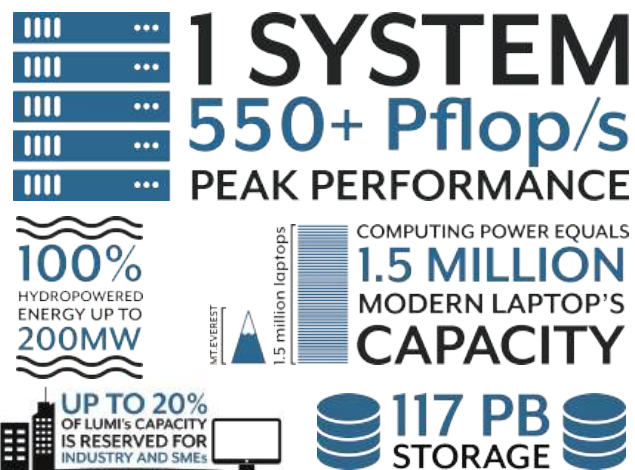 1 SYSTEM
550+ Pflop/s
PEAK PERFORMANCE
100%
HYDROPOWERED
ENERGY UP TO
200MW
MT.EVEREST
1.5 million laptops
COMPUTING POWER EQUALS
1.5 MILLION
MODERN LAPTOP'S
CAPACITY
UP TO 20%
OF LUMI's CAPACITY
IS RESERVED FOR
INDUSTRY AND SMEs
117 PB
STORAGE